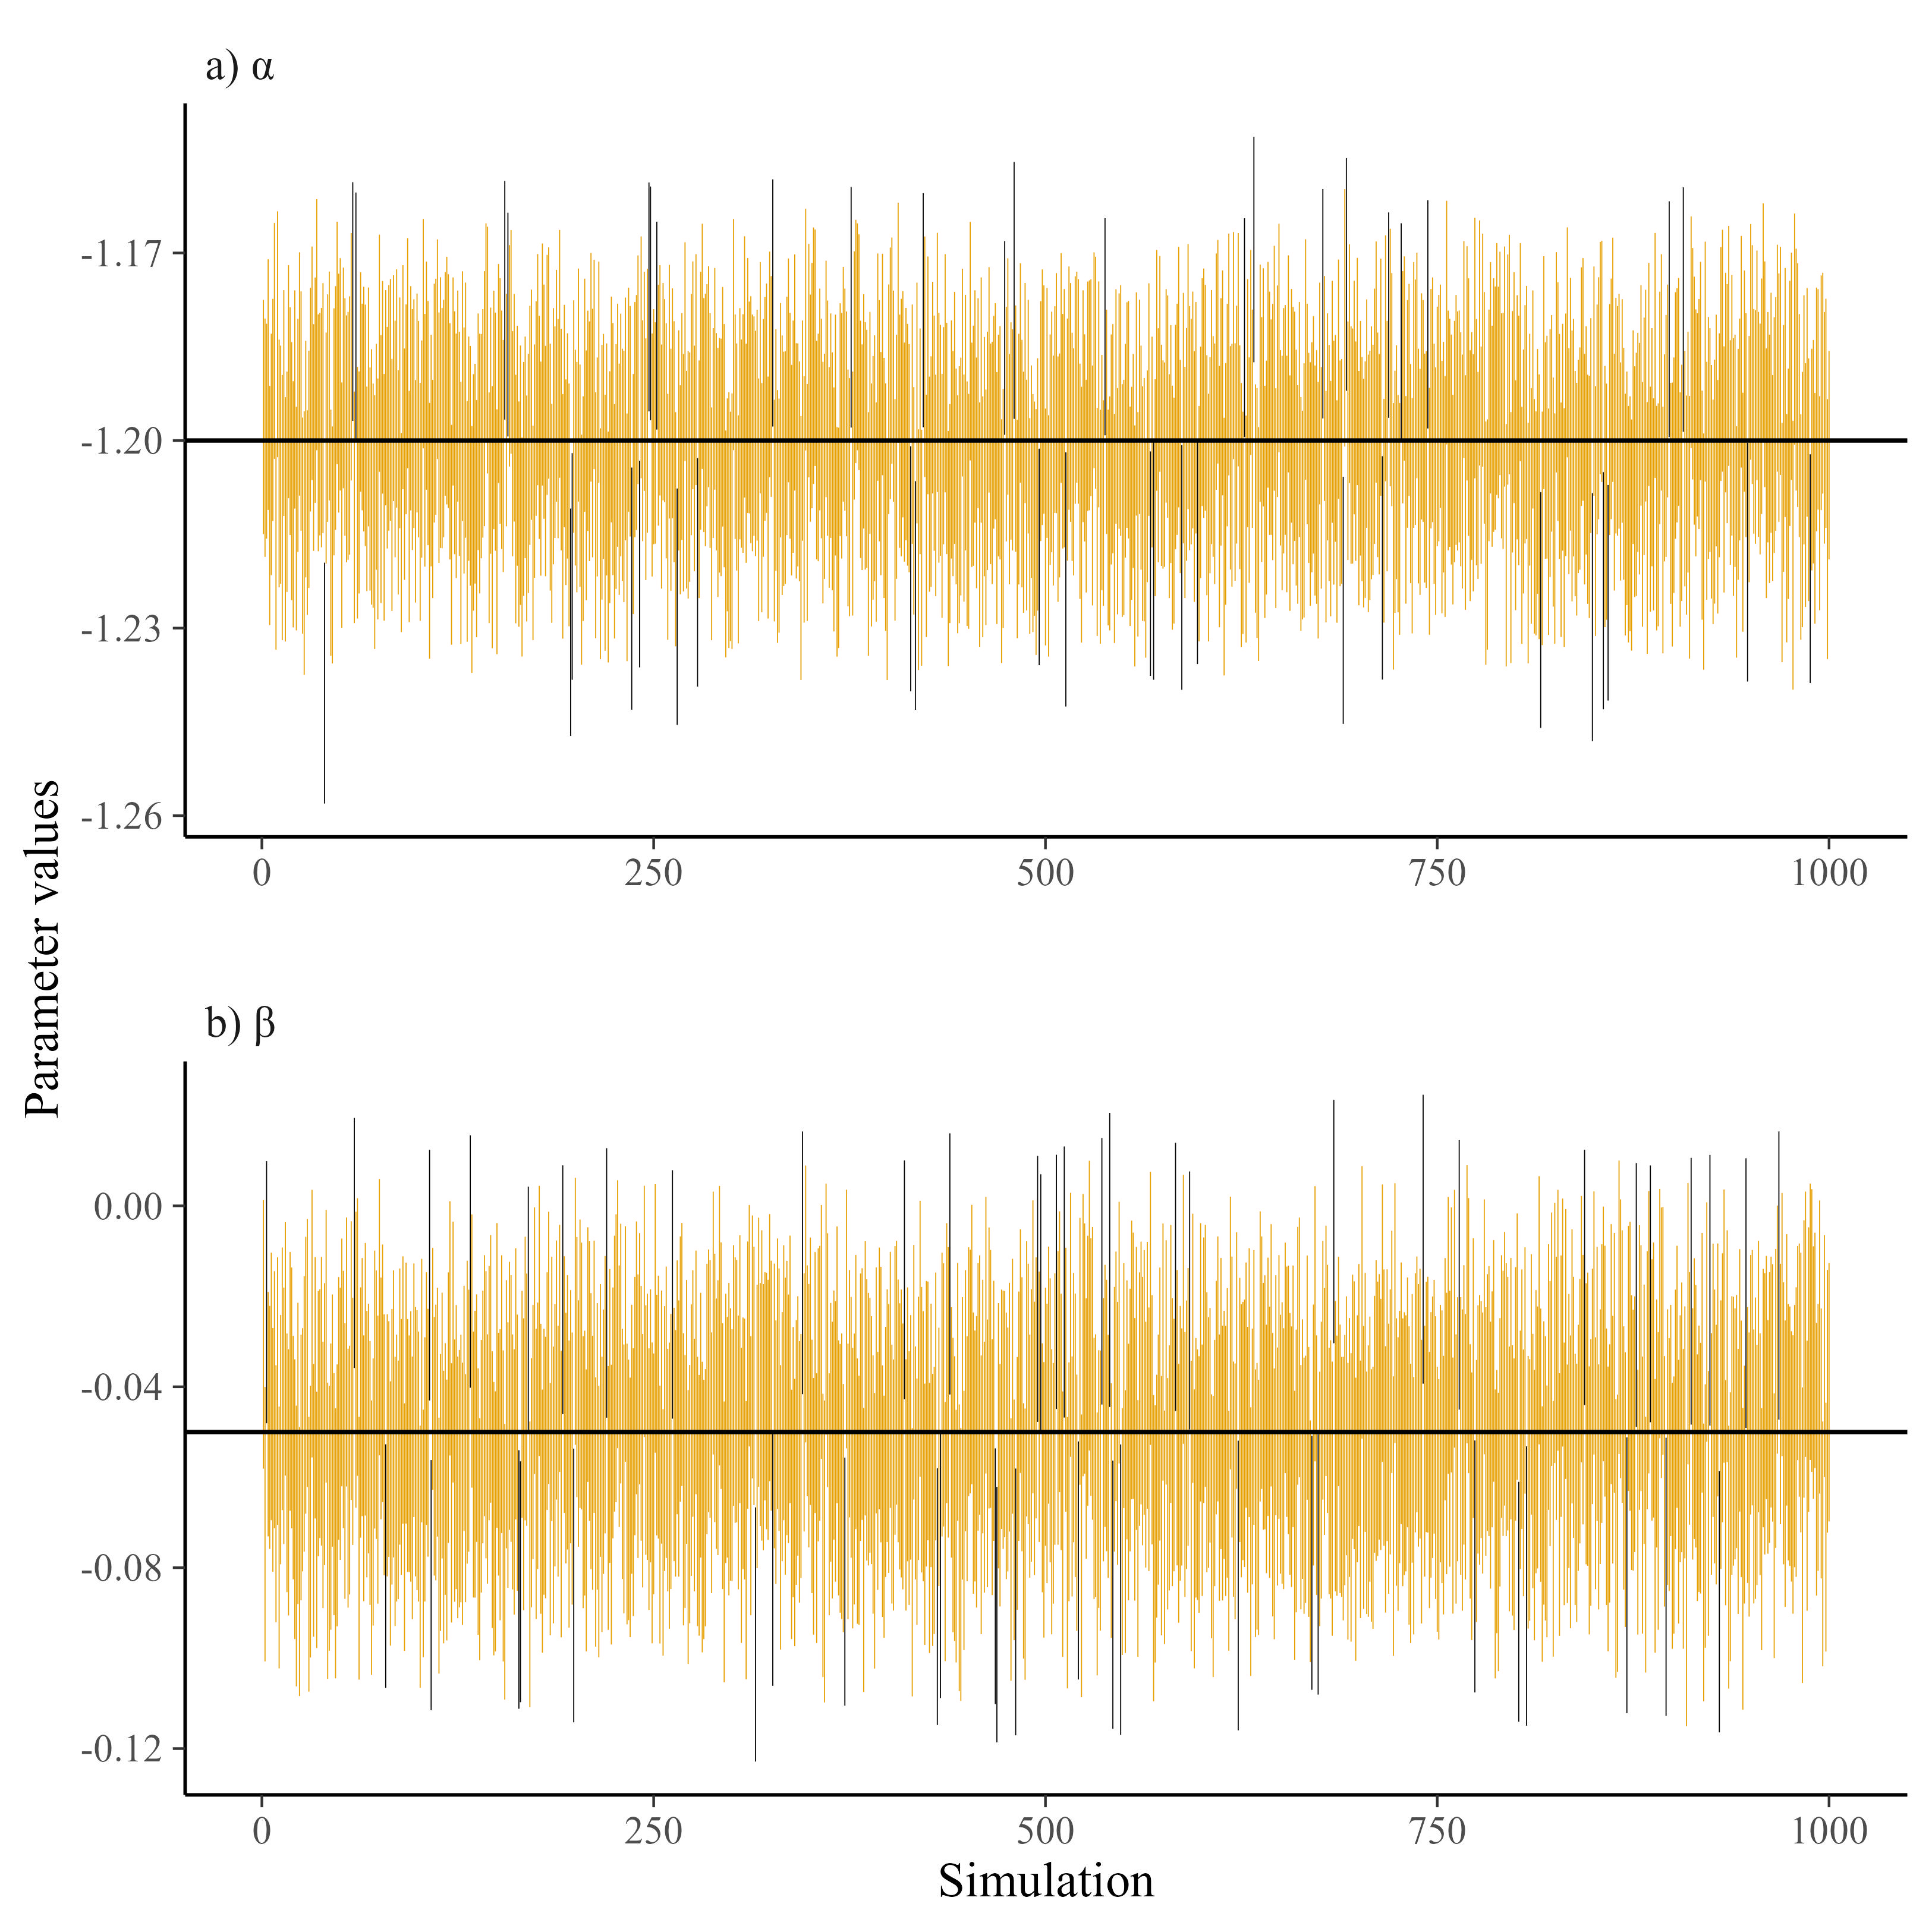 a) α
-1.17
-1.20
-1.23
-1.26
0 250 500 750 1000
Parameter values
b) β
0.00
-0.04
-0.08
-0.12
0 250 500 750 1000
Simulation